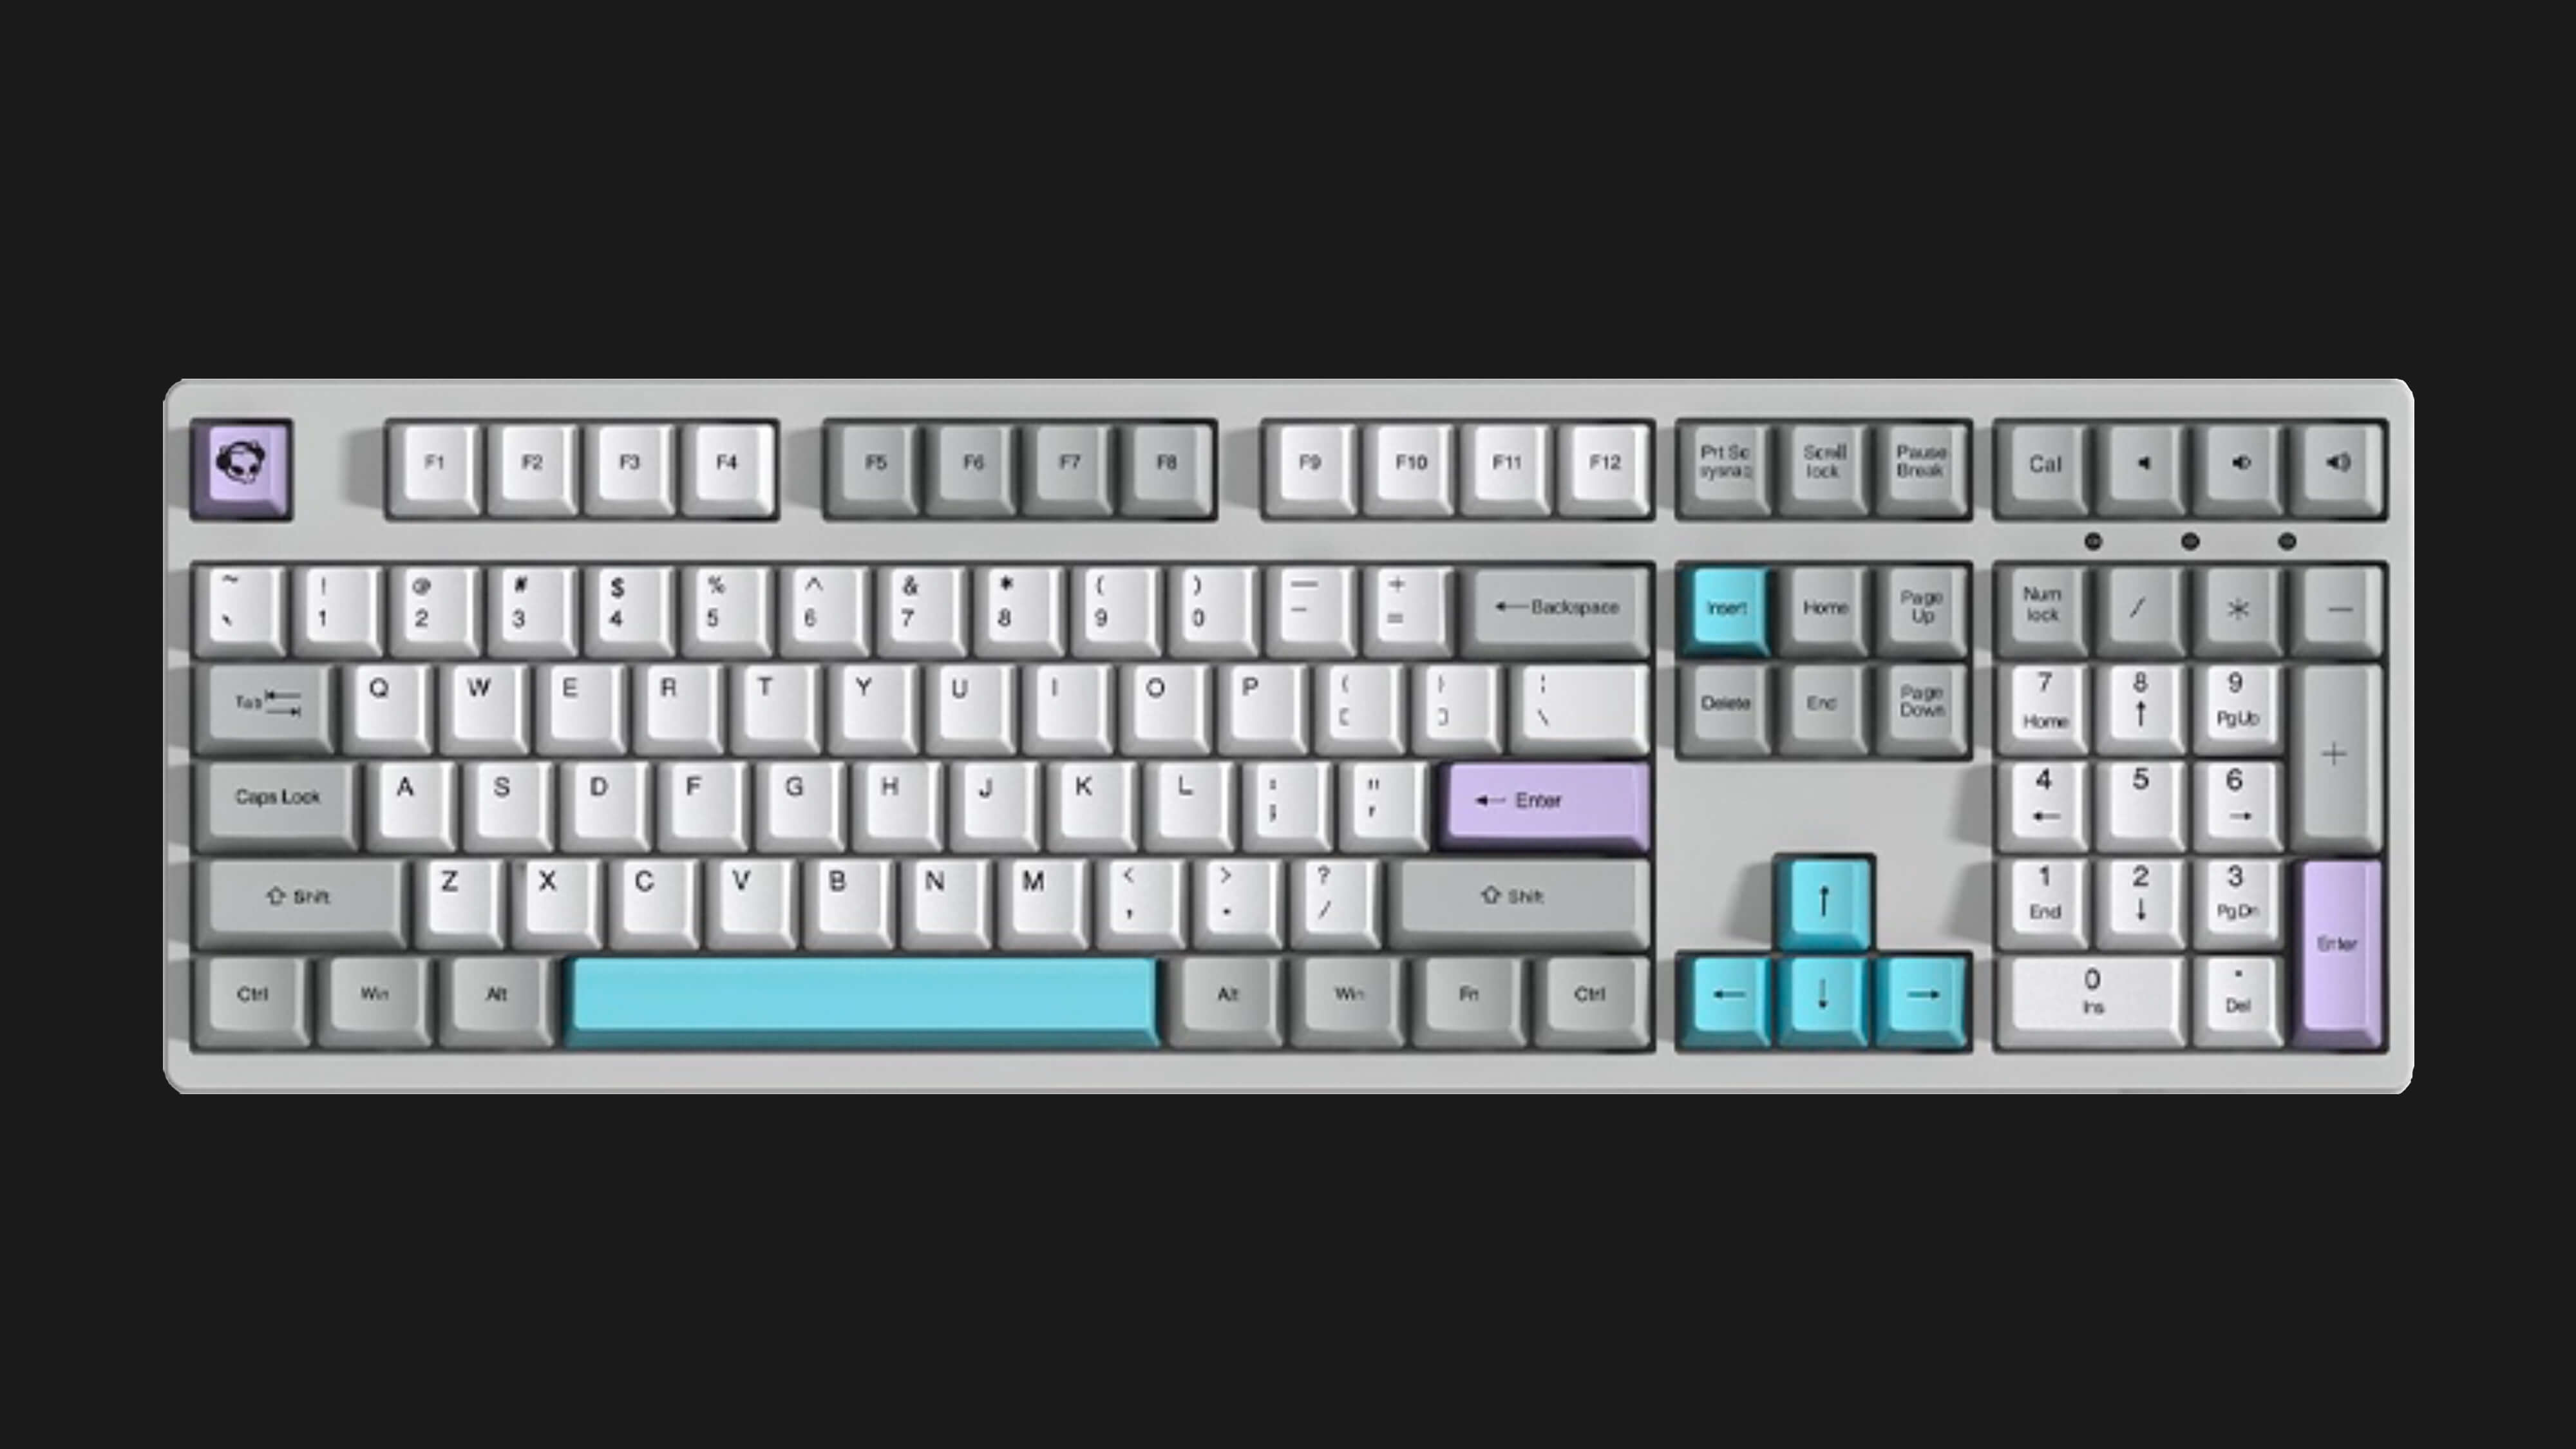 F1 F2 F3 F4 F5 F6 F7 F8 F9 F10 F11 F12 Prt Sc Scroll lock Pause Break Cal
~ ` ! 1 @ 2 # 3 $ 4 % 5 ^ 6 & 7 * 8 ( 9 ) 0 — - + = ←Backspace Insert Home Page Up Num lock / * —
Tab Q W E R T Y U I O P { [ } ] ¦ \ Delete End Page Down 7 Home 8 ↑ 9 PgUp +
Caps Lock A S D F G H J K L : ; " ' ← Enter 4 ← 5 6 →
⇧ Shift Z X C V B N M < , > . ? / ⇧ Shift ↑ 1 End 2 ↓ 3 PgDn Enter
Ctrl Win Alt Alt Win Fn Ctrl ← ↓ → 0 Ins . Del